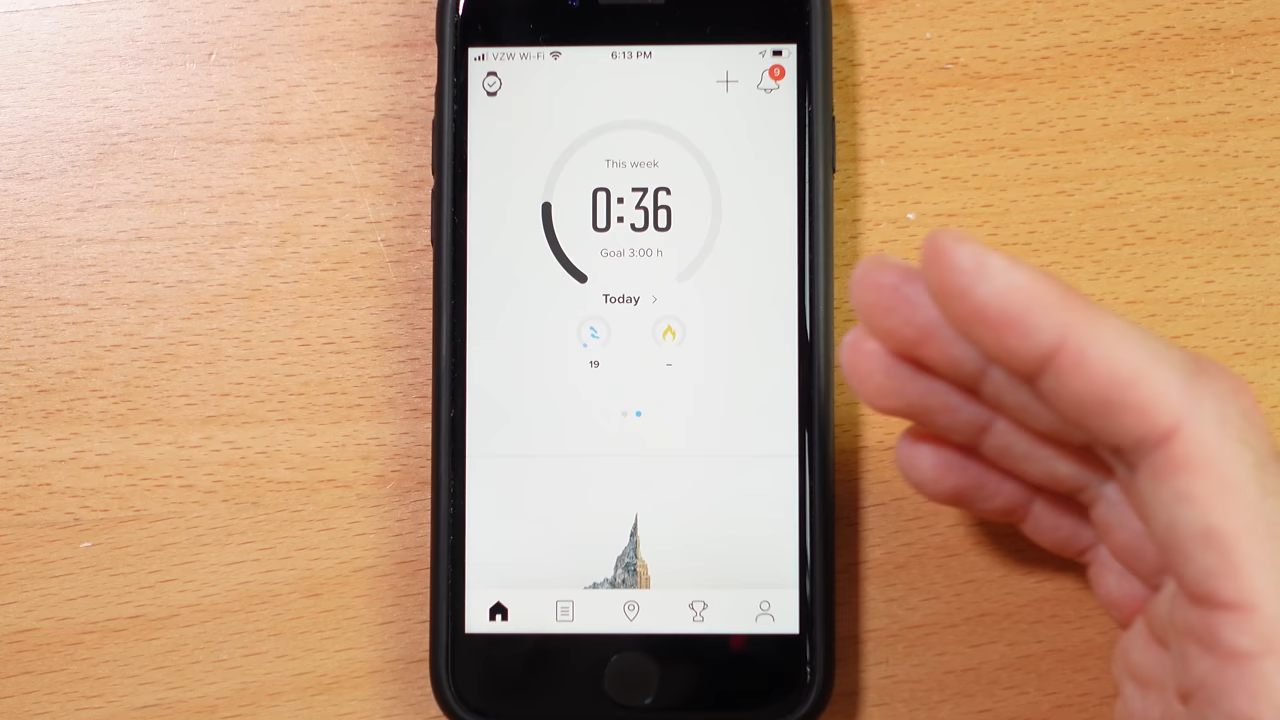 VZW Wi-Fi 6:13 PM
9
This week
0:36
Goal 3:00 h
Today
19 –